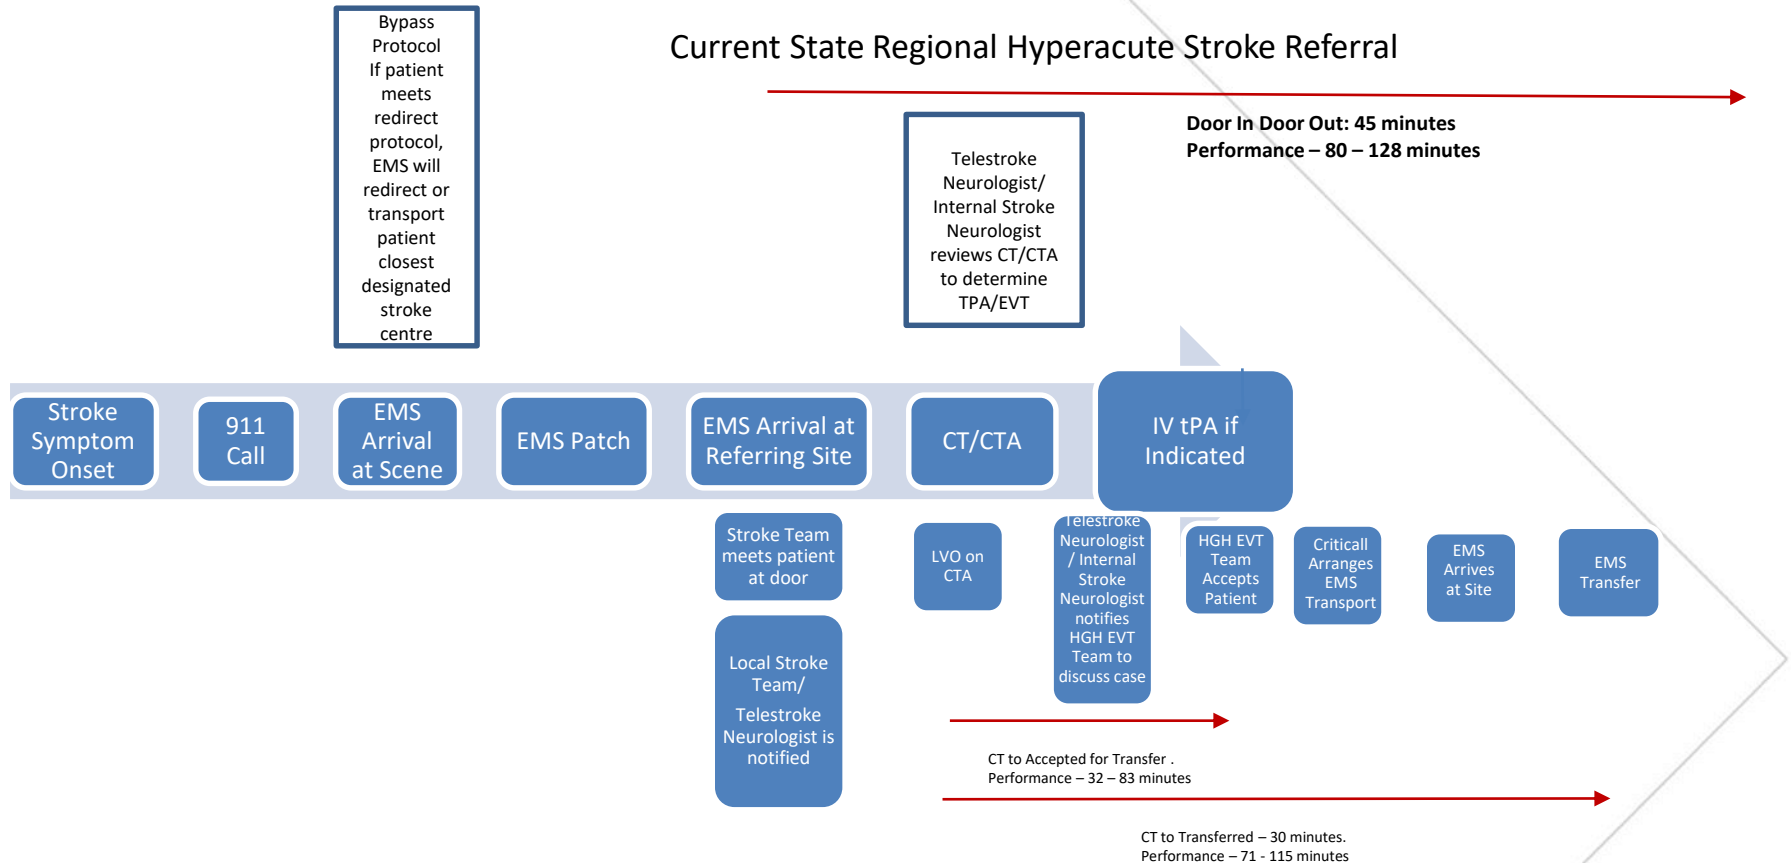 Bypass
Protocol
If patient
meets
redirect
protocol,
EMS will
redirect or
transport
patient
closest
designated
stroke
centre
Current State Regional Hyperacute Stroke Referral
Door In Door Out: 45 minutes
Performance – 80 – 128 minutes
Telestroke
Neurologist/
Internal Stroke
Neurologist
reviews CT/CTA
to determine
TPA/EVT
Stroke
Symptom
Onset
911
Call
EMS
Arrival
at Scene
EMS Patch
EMS Arrival at
Referring Site
CT/CTA
IV tPA if
Indicated
Stroke Team
meets patient
at door
Local Stroke
Team/
Telestroke
Neurologist is
notified
LVO on
CTA
Telestroke
Neurologist
/ Internal
Stroke
Neurologist
notifies
HGH EVT
Team to
discuss case
HGH EVT
Team
Accepts
Patient
Criticall
Arranges
EMS
Transport
EMS
Arrives
at Site
EMS
Transfer
CT to Accepted for Transfer .
Performance – 32 – 83 minutes
CT to Transferred – 30 minutes.
Performance – 71 - 115 minutes